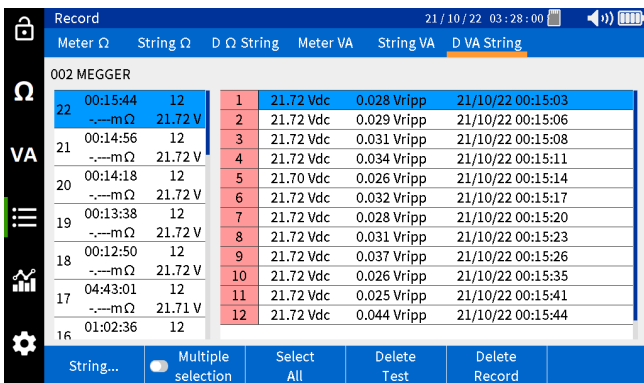 Record 21/10/22 03:28:00
Meter Ω String Ω D Ω String Meter VA String VA D VA String
002 MEGGER
Ω
VA
22 00:15:44 12
-.---mΩ 21.72 V
21 00:14:56 12
-.---mΩ 21.72 V
20 00:14:18 12
-.---mΩ 21.72 V
19 00:13:38 12
-.---mΩ 21.72 V
18 00:12:50 12
-.---mΩ 21.72 V
17 04:43:01 12
-.---mΩ 21.71 V
16 01:02:36 12
1 21.72 Vdc 0.028 Vripp 21/10/22 00:15:03
2 21.72 Vdc 0.029 Vripp 21/10/22 00:15:06
3 21.72 Vdc 0.031 Vripp 21/10/22 00:15:08
4 21.72 Vdc 0.034 Vripp 21/10/22 00:15:11
5 21.70 Vdc 0.026 Vripp 21/10/22 00:15:14
6 21.72 Vdc 0.032 Vripp 21/10/22 00:15:17
7 21.72 Vdc 0.028 Vripp 21/10/22 00:15:20
8 21.72 Vdc 0.031 Vripp 21/10/22 00:15:23
9 21.72 Vdc 0.037 Vripp 21/10/22 00:15:26
10 21.72 Vdc 0.026 Vripp 21/10/22 00:15:35
11 21.72 Vdc 0.025 Vripp 21/10/22 00:15:41
12 21.72 Vdc 0.044 Vripp 21/10/22 00:15:44
String...
Multiple
selection
Select
All
Delete
Test
Delete
Record